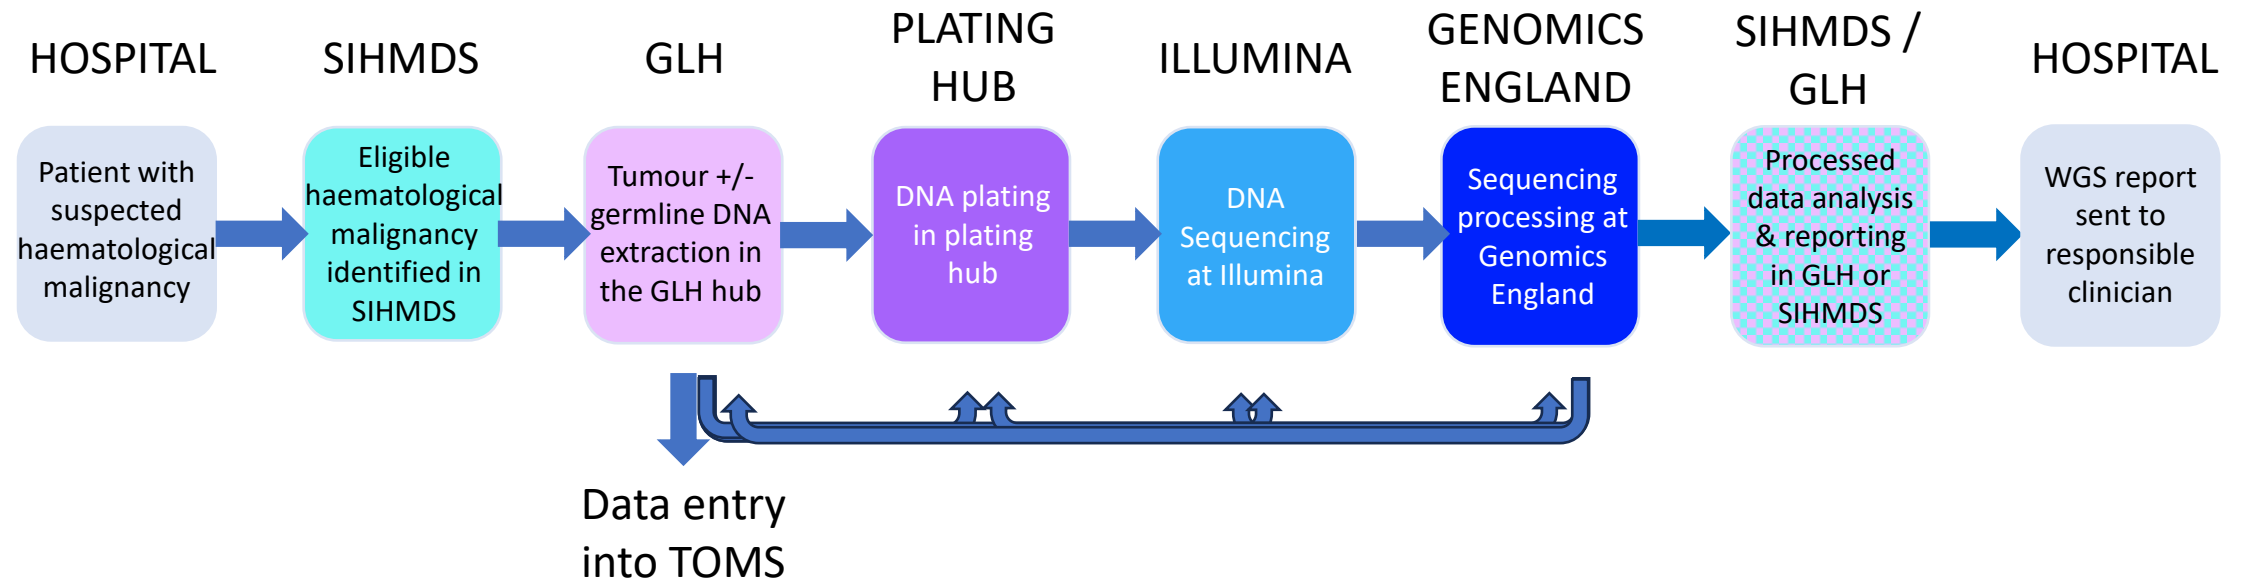 HOSPITAL
SIHMDS
GLH
PLATING
HUB
ILLUMINA
GENOMICS
ENGLAND
SIHMDS /
GLH
HOSPITAL
Patient with
suspected
haematological
malignancy
Eligible
haematological
malignancy
identified in
SIHMDS
Tumour +/-
germline DNA
extraction in
the GLH hub
DNA plating
in plating
hub
DNA
Sequencing
at Illumina
Sequencing
processing at
Genomics
England
Processed
data analysis
& reporting
in GLH or
SIHMDS
WGS report
sent to
responsible
clinician
Data entry
into TOMS